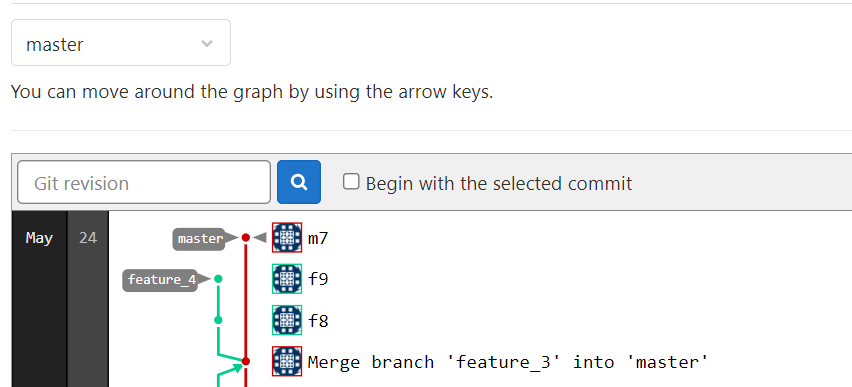 master
You can move around the graph by using the arrow keys.
Git revision
Begin with the selected commit
May 24 master m7
feature_4 f9
f8
Merge branch 'feature_3' into 'master'